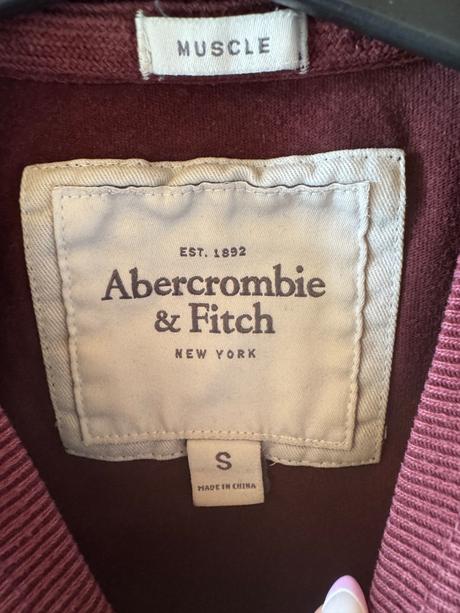 MUSCLE
EST. 1892
Abercrombie
& Fitch
NEW YORK
S
MADE IN CHINA